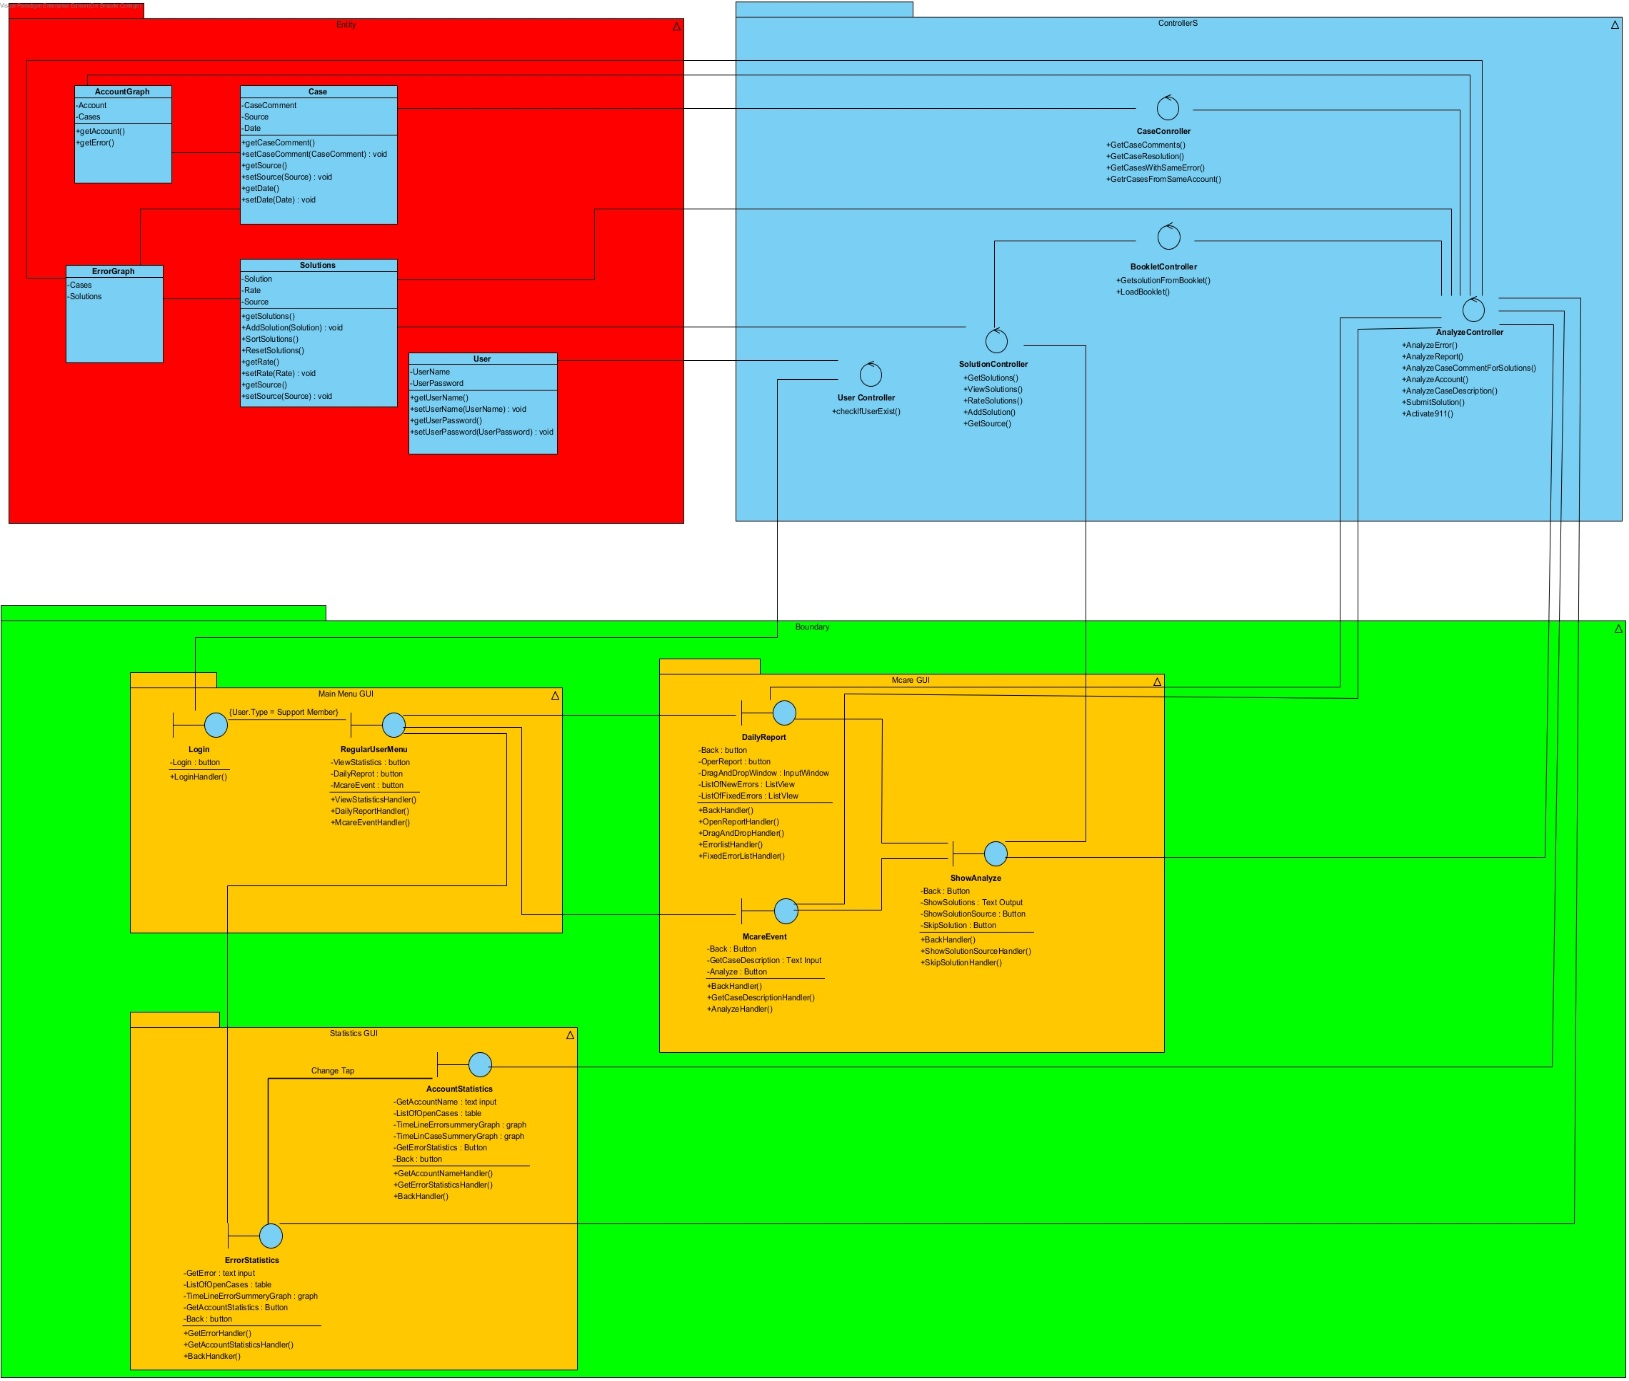 Entity
AccountGraph
-Account
-Cases
+getAccount()
+getError()
Case
-CaseComment
-Source
-Date
+getCaseComment()
+setCaseComment(CaseComment) : void
+getSource()
+setSource(Source) : void
+getDate()
+setDate(Date) : void
ErrorGraph
-Cases
-Solutions
Solutions
-Solution
-Rate
-Source
+getSolutions()
+AddSolution(Solution) : void
+SortSolutions()
+ResetSolutions()
+getRate()
+setRate(Rate) : void
+getSource()
+setSource(Source) : void
User
-UserName
-UserPassword
+getUserName()
+setUserName(UserName) : void
+getUserPassword()
+setUserPassword(UserPassword) : void
ControllerS
CaseConroller
+GetCaseComments()
+GetCaseResolution()
+GetCasesWithSameError()
+GetrCasesFromSameAccount()
BookletController
+GetsolutionFromBooklet()
+LoadBooklet()
AnalyzeController
+AnalyzeError()
+AnalyzeReport()
+AnalyzeCaseCommentForSolutions()
+AnalyzeAccount()
+AnalyzeCaseDescription()
+SubmitSolution()
+Activate911()
SolutionController
+GetSolutions()
+ViewSolutions()
+RateSolutions()
+AddSolution()
+GetSource()
User Controller
+checkIfUserExist()
Boundary
Main Menu GUI
{User.Type = Support Member}
Login
-Login : button
+LoginHandler()
RegularUserMenu
-ViewStatistics : button
-DailyReprot : button
-McareEvent : button
+ViewStatisticsHandler()
+DailyReportHandler()
+McareEventHandler()
Mcare GUI
DailyReport
-Back : button
-OperReport : button
-DragAndDropWindow : InputWindow
-ListOfNewErrors : ListView
-ListOfFixedErrors : ListVIew
+BackHandler()
+OpenReportHandler()
+DragAndDropHandler()
+ErrorlistHandler()
+FixedErrorListHandler()
ShowAnalyze
-Back : Button
-ShowSolutions : Text Output
-ShowSolutionSource : Button
-SkipSolution : Button
+BackHandler()
+ShowSolutionSourceHandler()
+SkipSolutionHandler()
McareEvent
-Back : Button
-GetCaseDescription : Text Input
-Analyze : Button
+BackHandler()
+GetCaseDescriptionHandler()
+AnalyzeHandler()
Statistics GUI
Change Tap
AccountStatistics
-GetAccountName : text input
-ListOfOpenCases : table
-TimeLineErrorsummeryGraph : graph
-TimeLinCaseSummeryGraph : graph
-GetErrorStatistics : Button
-Back : button
+GetAccountNameHandler()
+GetErrorStatisticsHandler()
+BackHandler()
ErrorStatistics
-GetError : text input
-ListOfOpenCases : table
-TimeLineErrorSummeryGraph : graph
-GetAccountStatistics : Button
-Back : button
+GetErrorHandler()
+GetAccountStatisticsHandler()
+BackHandker()